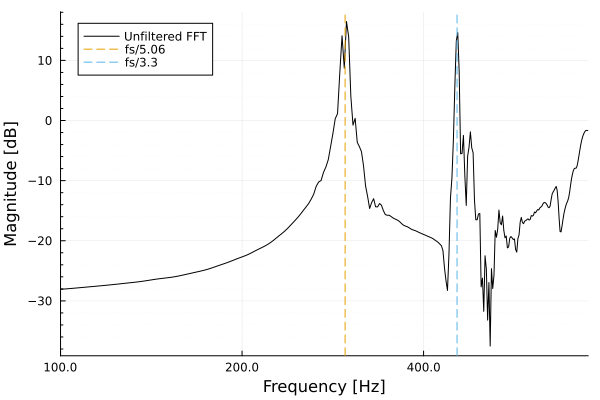 Unfiltered FFT
fs/5.06
fs/3.3
10
0
−10
−20
−30
Magnitude [dB]
100.0
200.0
400.0
Frequency [Hz]